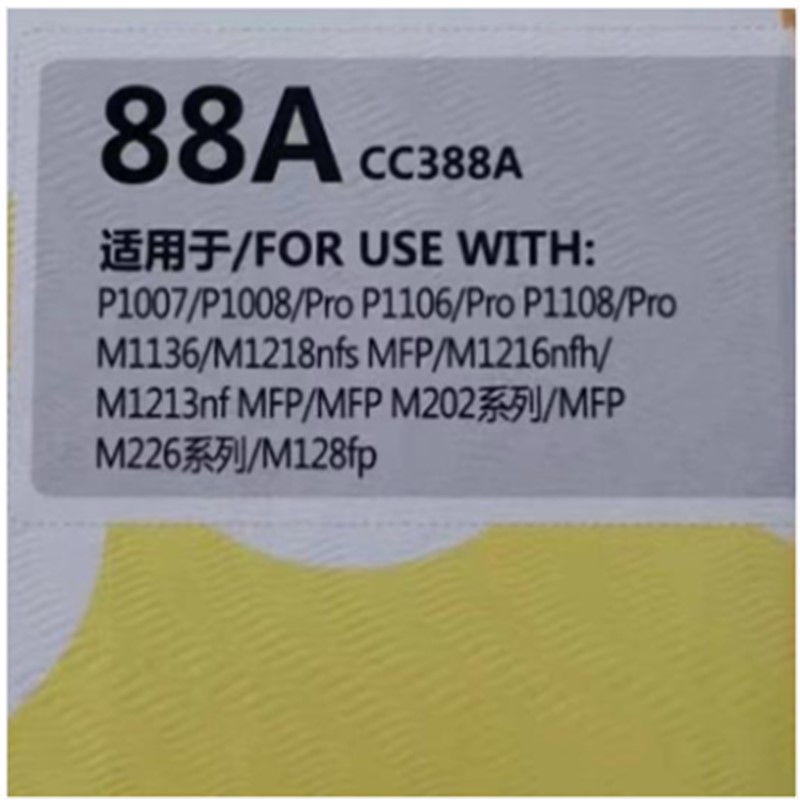 88A CC388A
适用于/FOR USE WITH:
P1007/P1008/Pro P1106/Pro P1108/Pro
M1136/M1218nfs MFP/M1216nfh/
M1213nf MFP/MFP M202系列/MFP
M226系列/M128fp